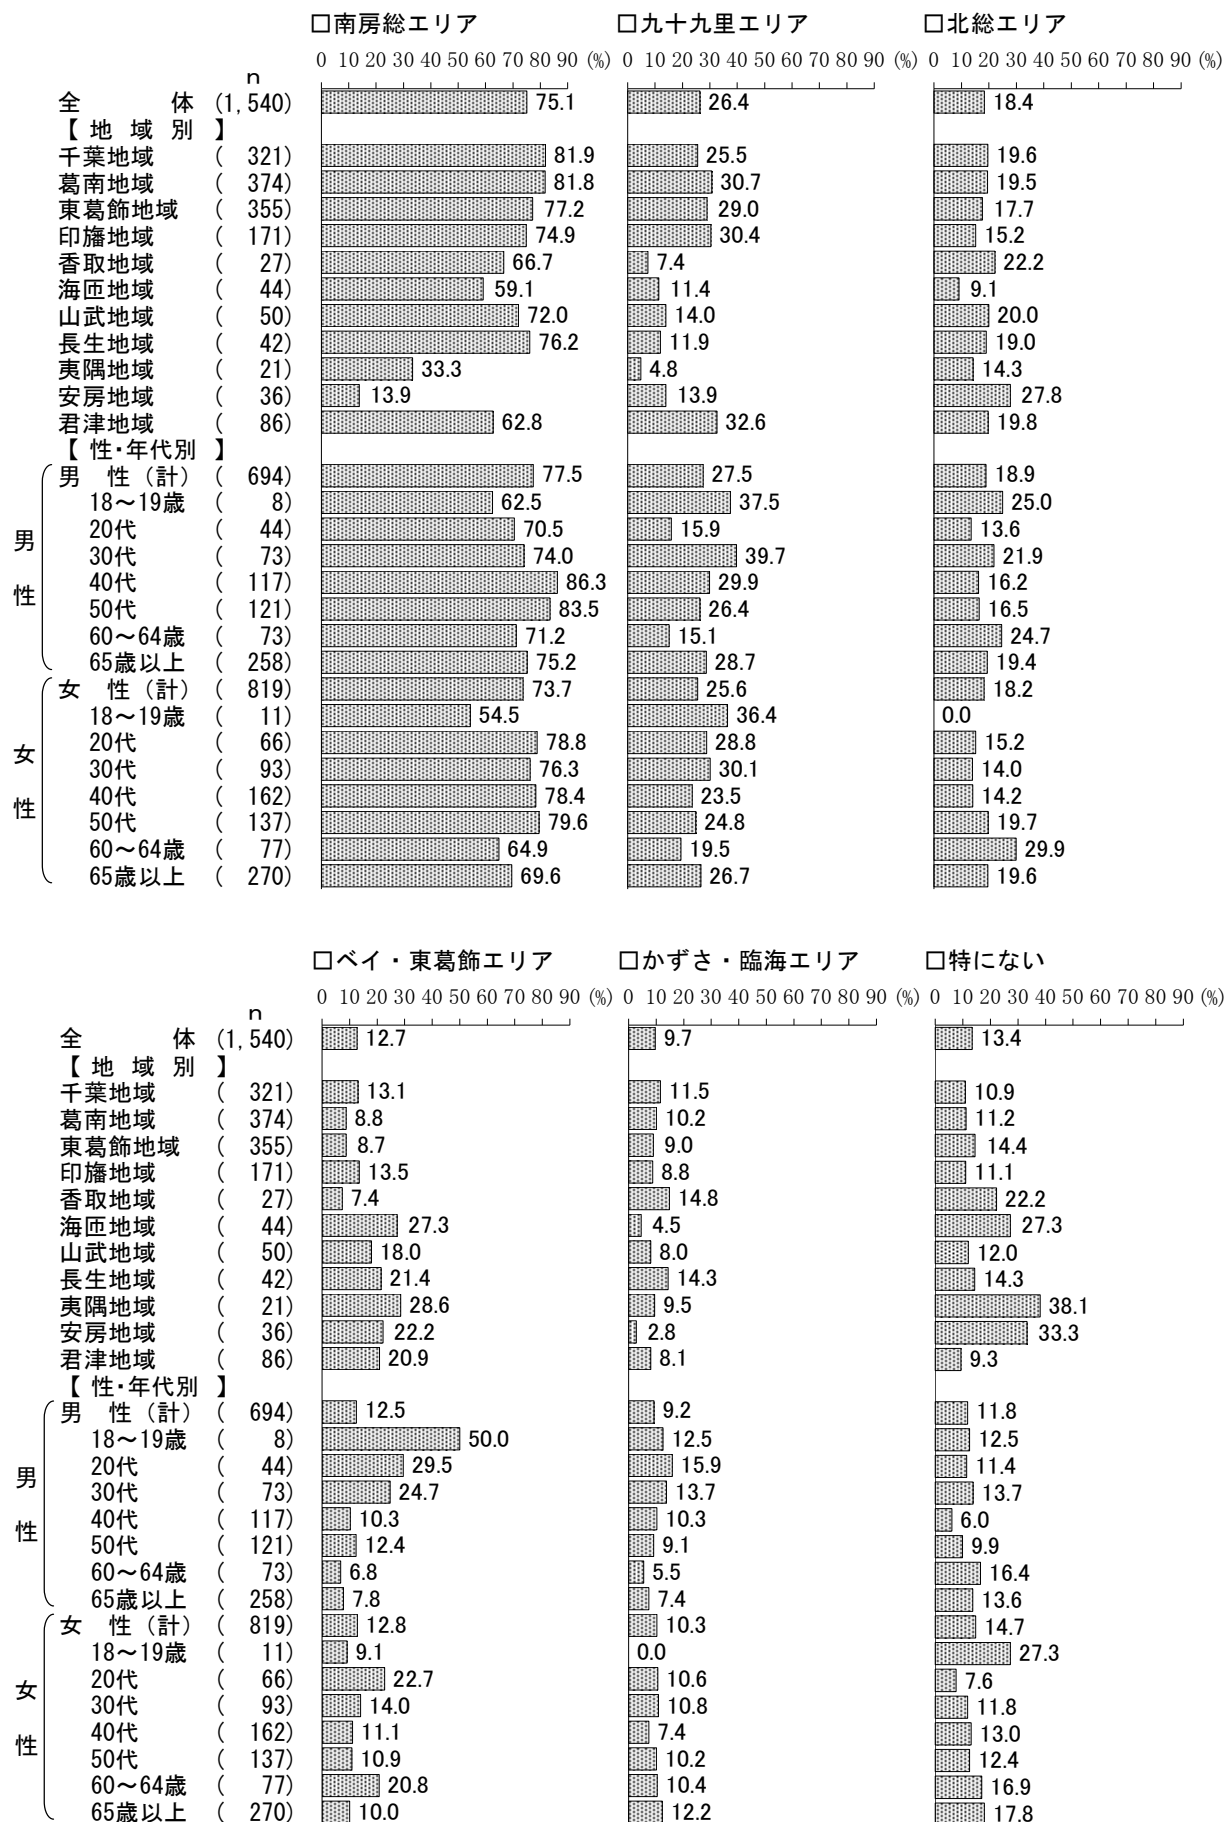 □南房総エリア □九十九里エリア □北総エリア
0 10 20 30 40 50 60 70 80 90 (%) 0 10 20 30 40 50 60 70 80 90 (%) 0 10 20 30 40 50 60 70 80 90 (%)
n
全体 (1,540) 75.1 26.4 18.4
【地域別】
千葉地域 (321) 81.9 25.5 19.6
葛南地域 (374) 81.8 30.7 19.5
東葛飾地域 (355) 77.2 29.0 17.7
印旛地域 (171) 74.9 30.4 15.2
香取地域 (27) 66.7 7.4 22.2
海匝地域 (44) 59.1 11.4 9.1
山武地域 (50) 72.0 14.0 20.0
長生地域 (42) 76.2 11.9 19.0
夷隅地域 (21) 33.3 4.8 14.3
安房地域 (36) 13.9 13.9 27.8
君津地域 (86) 62.8 32.6 19.8
【性・年代別】
男性
男性(計) (694) 77.5 27.5 18.9
18～19歳 (8) 62.5 37.5 25.0
20代 (44) 70.5 15.9 13.6
30代 (73) 74.0 39.7 21.9
40代 (117) 86.3 29.9 16.2
50代 (121) 83.5 26.4 16.5
60～64歳 (73) 71.2 15.1 24.7
65歳以上 (258) 75.2 28.7 19.4
女性
女性(計) (819) 73.7 25.6 18.2
18～19歳 (11) 54.5 36.4 0.0
20代 (66) 78.8 28.8 15.2
30代 (93) 76.3 30.1 14.0
40代 (162) 78.4 23.5 14.2
50代 (137) 79.6 24.8 19.7
60～64歳 (77) 64.9 19.5 29.9
65歳以上 (270) 69.6 26.7 19.6
□ベイ・東葛飾エリア □かずさ・臨海エリア □特にない
0 10 20 30 40 50 60 70 80 90 (%) 0 10 20 30 40 50 60 70 80 90 (%) 0 10 20 30 40 50 60 70 80 90 (%)
n
全体 (1,540) 12.7 9.7 13.4
【地域別】
千葉地域 (321) 13.1 11.5 10.9
葛南地域 (374) 8.8 10.2 11.2
東葛飾地域 (355) 8.7 9.0 14.4
印旛地域 (171) 13.5 8.8 11.1
香取地域 (27) 7.4 14.8 22.2
海匝地域 (44) 27.3 4.5 27.3
山武地域 (50) 18.0 8.0 12.0
長生地域 (42) 21.4 14.3 14.3
夷隅地域 (21) 28.6 9.5 38.1
安房地域 (36) 22.2 2.8 33.3
君津地域 (86) 20.9 8.1 9.3
【性・年代別】
男性
男性(計) (694) 12.5 9.2 11.8
18～19歳 (8) 50.0 12.5 12.5
20代 (44) 29.5 15.9 11.4
30代 (73) 24.7 13.7 13.7
40代 (117) 10.3 10.3 6.0
50代 (121) 12.4 9.1 9.9
60～64歳 (73) 6.8 5.5 16.4
65歳以上 (258) 7.8 7.4 13.6
女性
女性(計) (819) 12.8 10.3 14.7
18～19歳 (11) 9.1 0.0 27.3
20代 (66) 22.7 10.6 7.6
30代 (93) 14.0 10.8 11.8
40代 (162) 11.1 7.4 13.0
50代 (137) 10.9 10.2 12.4
60～64歳 (77) 20.8 10.4 16.9
65歳以上 (270) 10.0 12.2 17.8